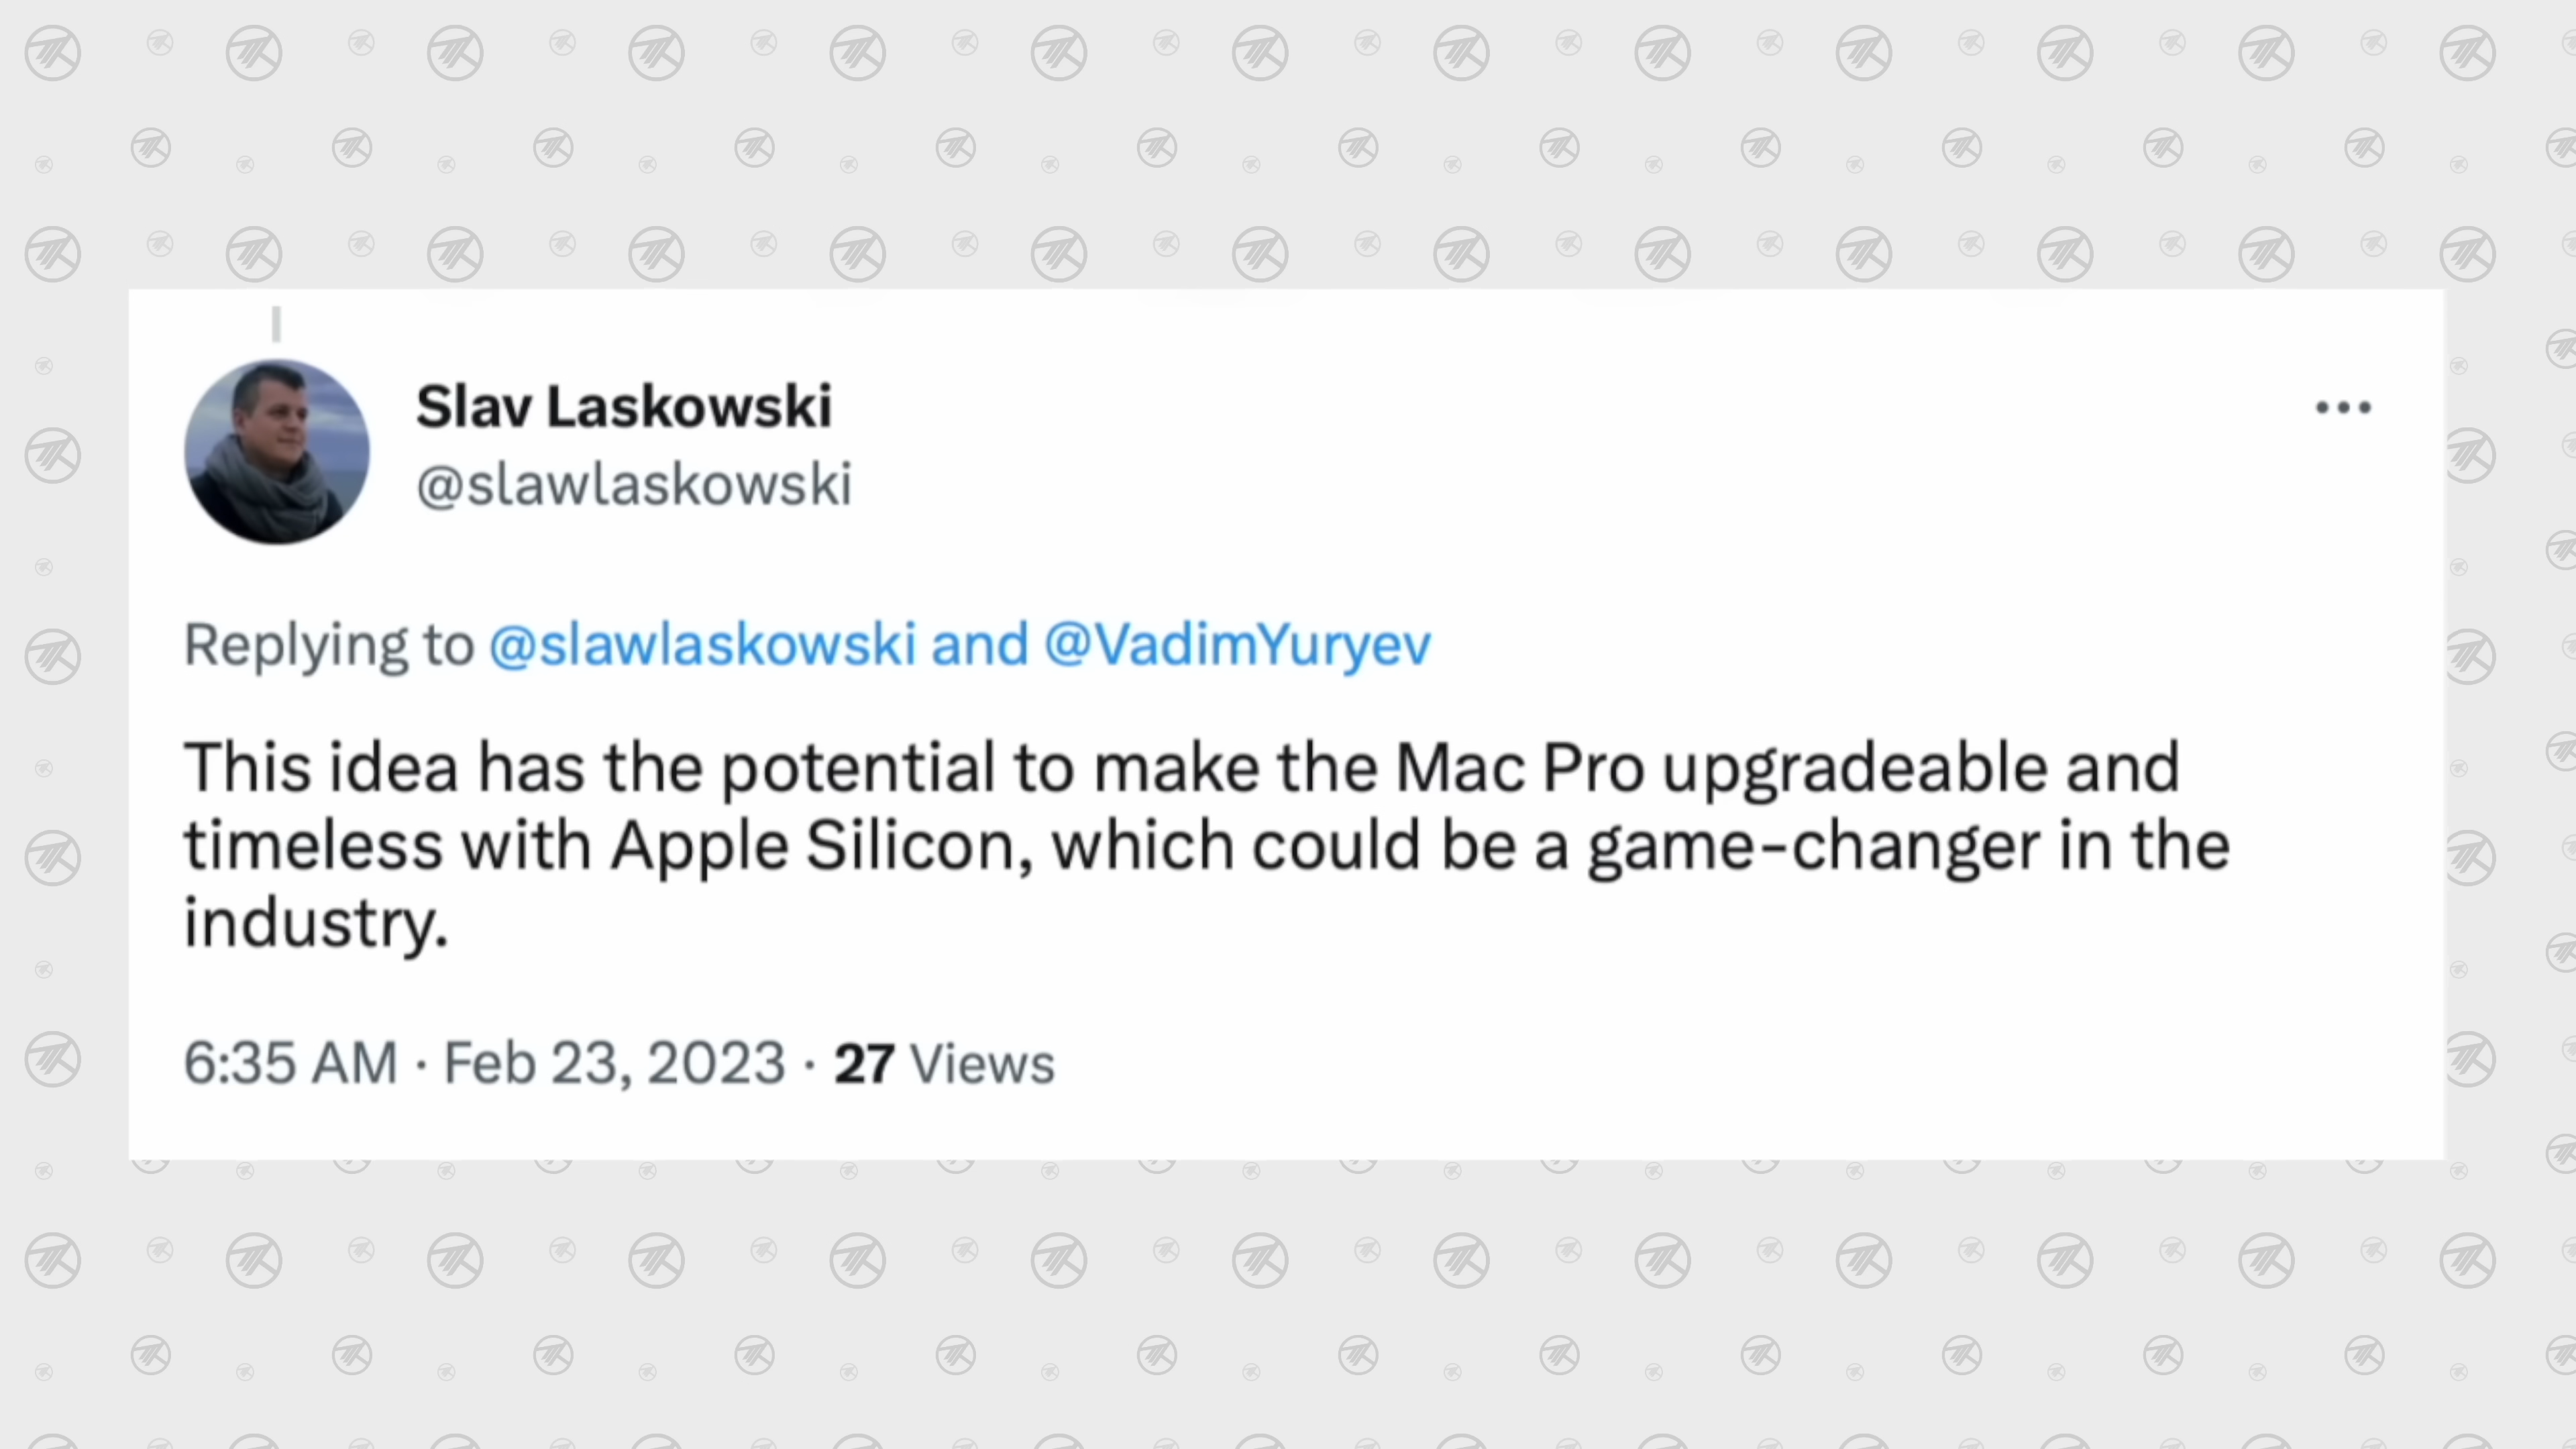 Slav Laskowski
@slawlaskowski
Replying to @slawlaskowski and @VadimYuryev
This idea has the potential to make the Mac Pro upgradeable and
timeless with Apple Silicon, which could be a game-changer in the
industry.
6:35 AM · Feb 23, 2023 · 27 Views